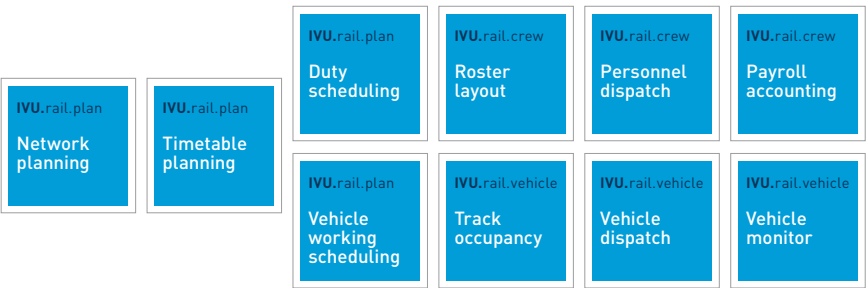 IVU.rail.plan
Network
planning
IVU.rail.plan
Timetable
planning
IVU.rail.plan
Duty
scheduling
IVU.rail.crew
Roster
layout
IVU.rail.crew
Personnel
dispatch
IVU.rail.crew
Payroll
accounting
IVU.rail.plan
Vehicle
working
scheduling
IVU.rail.vehicle
Track
occupancy
IVU.rail.vehicle
Vehicle
dispatch
IVU.rail.vehicle
Vehicle
monitor